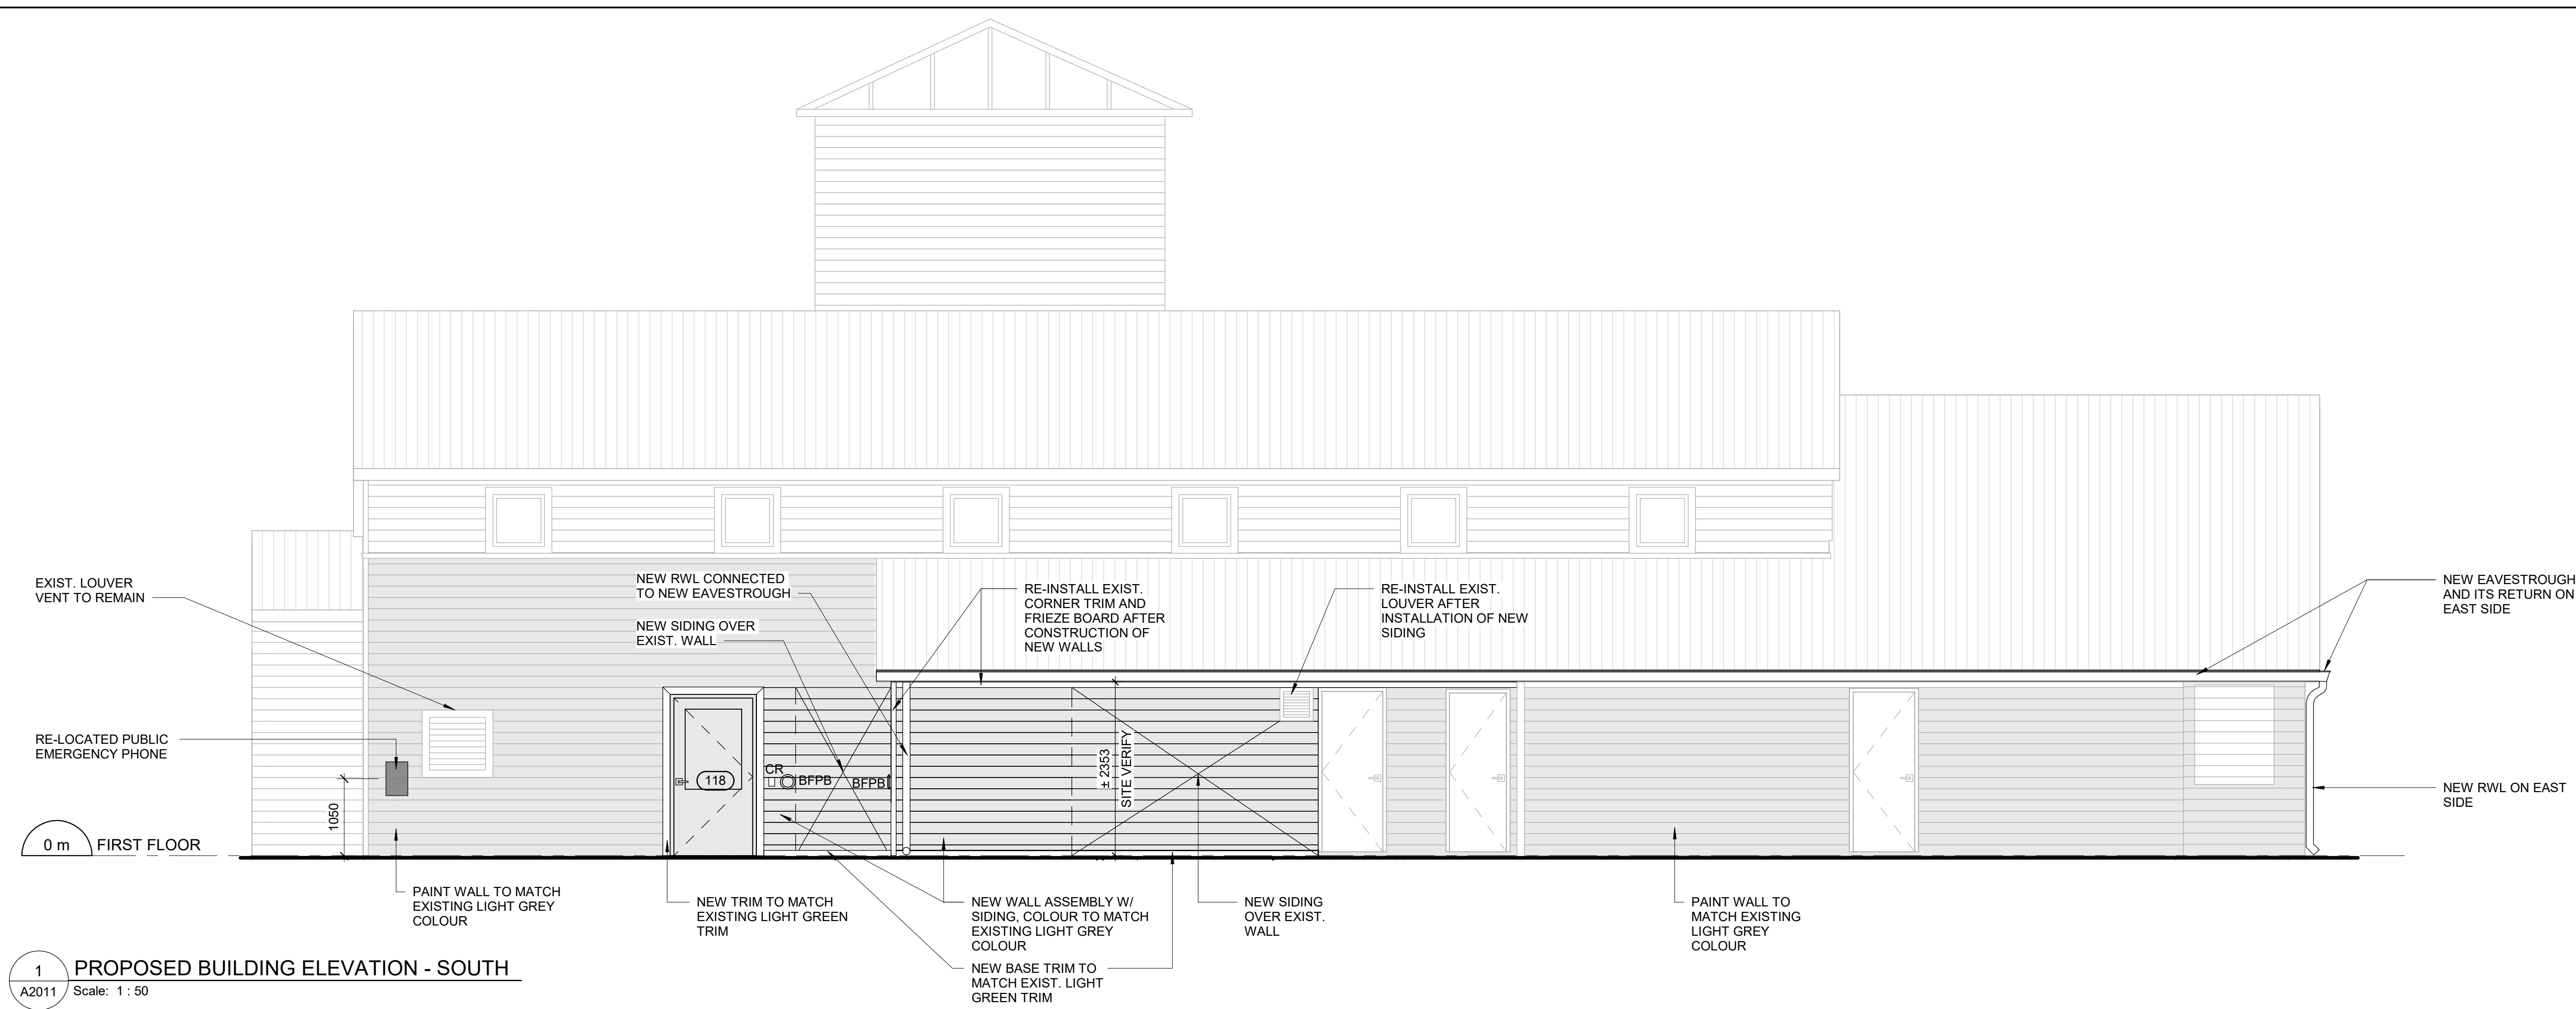 EXIST. LOUVER
VENT TO REMAIN
RE-LOCATED PUBLIC
EMERGENCY PHONE
1050
0 m
FIRST FLOOR
NEW RWL CONNECTED
TO NEW EAVESTROUGH
NEW SIDING OVER
EXIST. WALL
RE-INSTALL EXIST.
CORNER TRIM AND
FRIEZE BOARD AFTER
CONSTRUCTION OF
NEW WALLS
RE-INSTALL EXIST.
LOUVER AFTER
INSTALLATION OF NEW
SIDING
NEW EAVESTROUGH
AND ITS RETURN ON
EAST SIDE
118
CR
BFPB
BFPB
± 2353
SITE VERIFY
NEW RWL ON EAST
SIDE
PAINT WALL TO MATCH
EXISTING LIGHT GREY
COLOUR
NEW TRIM TO MATCH
EXISTING LIGHT GREEN
TRIM
NEW WALL ASSEMBLY W/
SIDING, COLOUR TO MATCH
EXISTING LIGHT GREY
COLOUR
NEW BASE TRIM TO
MATCH EXIST. LIGHT
GREEN TRIM
NEW SIDING
OVER EXIST.
WALL
PAINT WALL TO
MATCH EXISTING
LIGHT GREY
COLOUR
1
A2011
PROPOSED BUILDING ELEVATION - SOUTH
Scale: 1 : 50